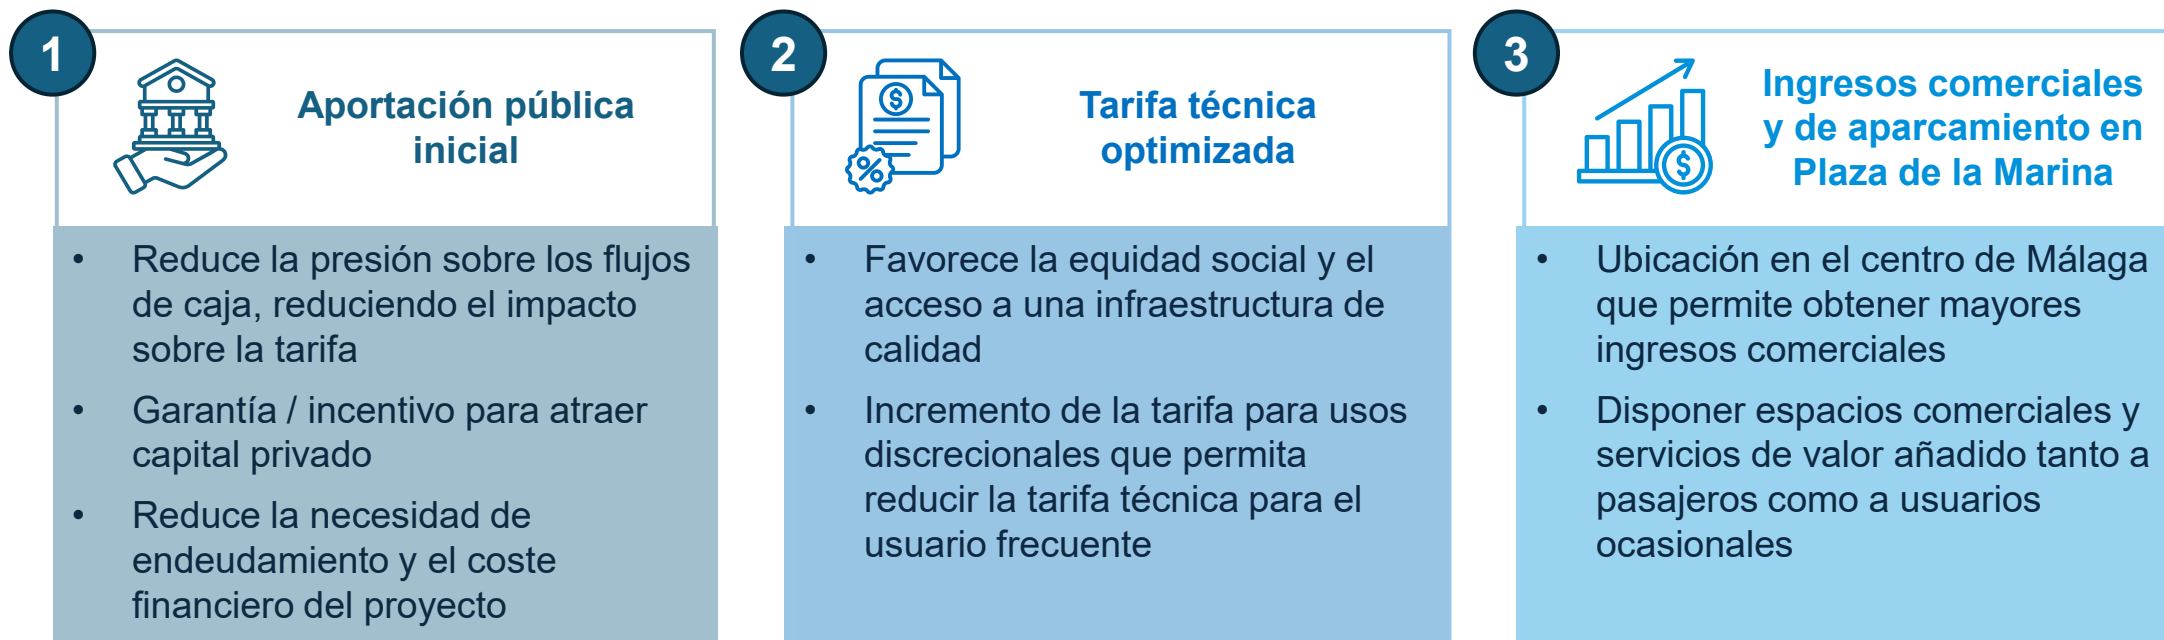 1
Aportación pública
inicial
• Reduce la presión sobre los flujos
de caja, reduciendo el impacto
sobre la tarifa
• Garantía / incentivo para atraer
capital privado
• Reduce la necesidad de
endeudamiento y el coste
financiero del proyecto
2
$
%
Tarifa técnica
optimizada
• Favorece la equidad social y el
acceso a una infraestructura de
calidad
• Incremento de la tarifa para usos
discrecionales que permita
reducir la tarifa técnica para el
usuario frecuente
3
$
Ingresos comerciales
y de aparcamiento en
Plaza de la Marina
• Ubicación en el centro de Málaga
que permite obtener mayores
ingresos comerciales
• Disponer espacios comerciales y
servicios de valor añadido tanto a
pasajeros como a usuarios
ocasionales